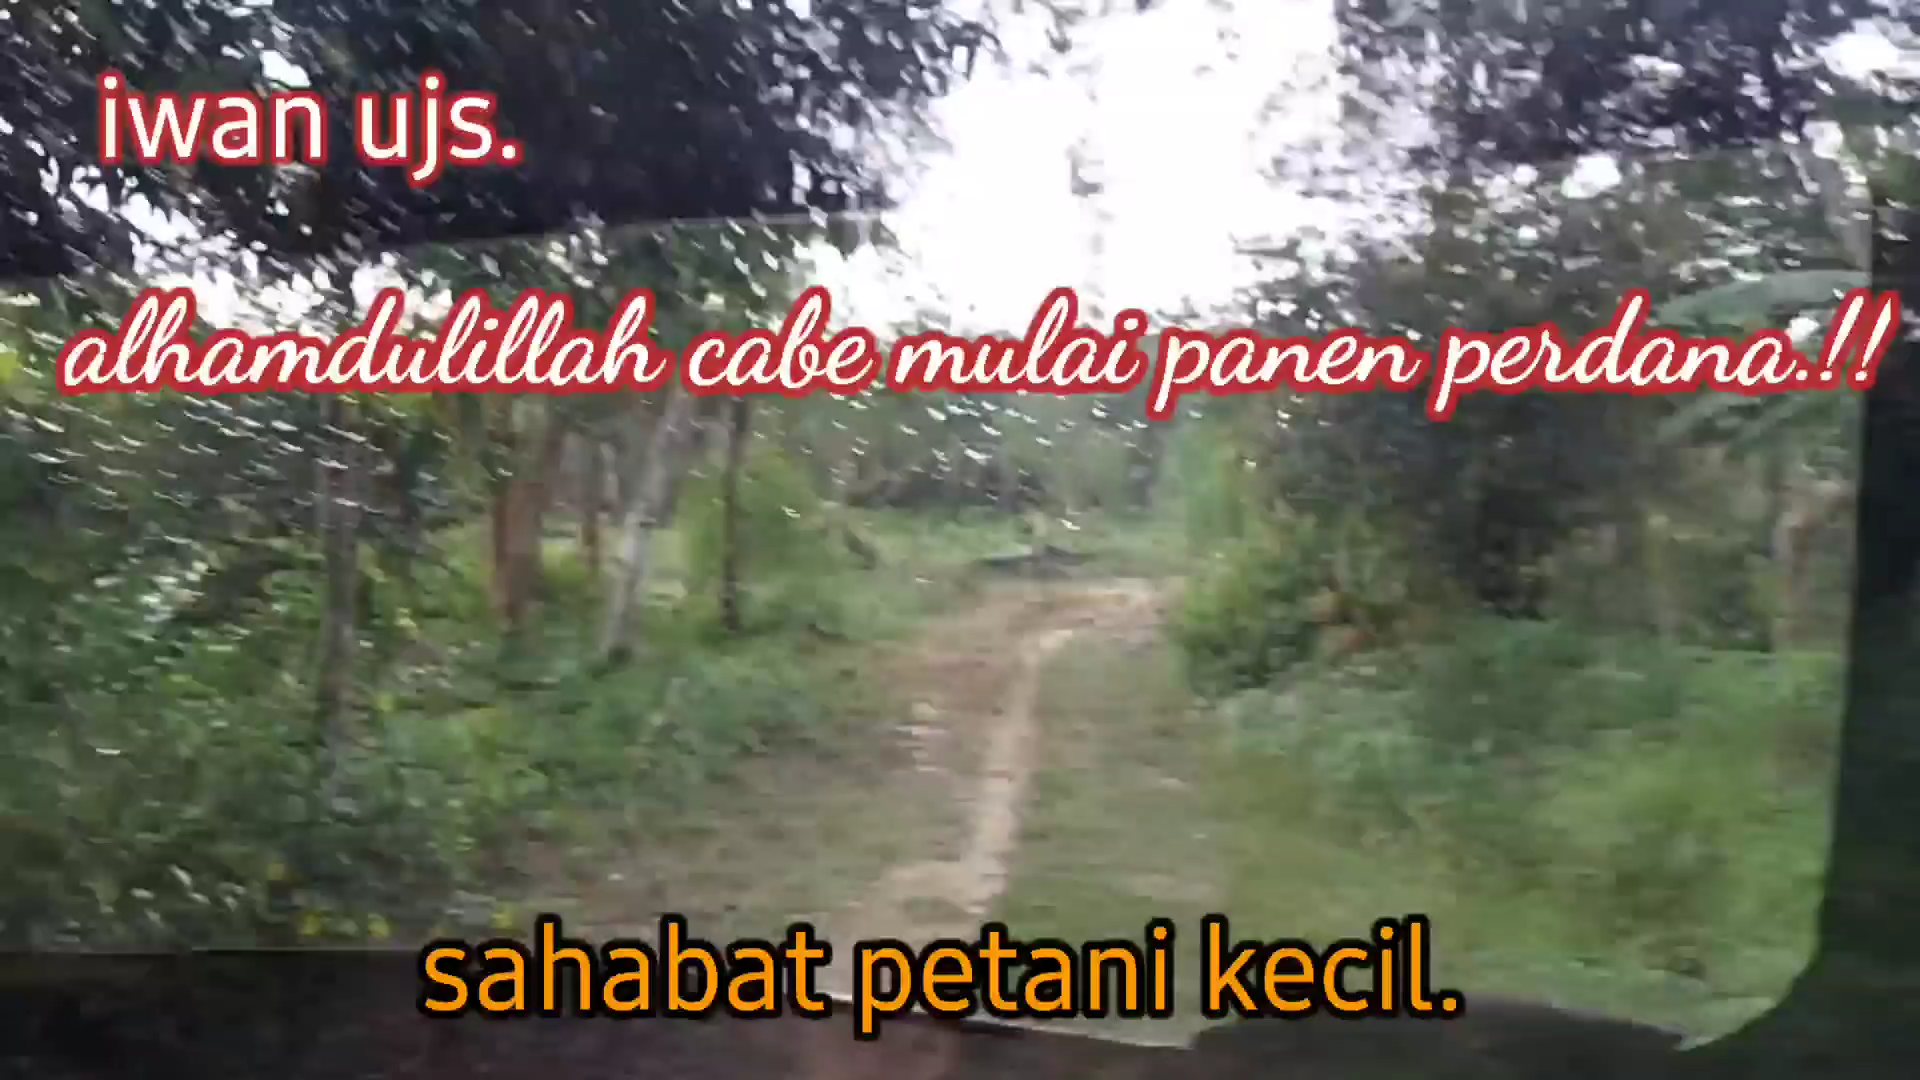 iwan ujs.
alhamdulillah cabe mulai panen perdana.!!
sahabat petani kecil.